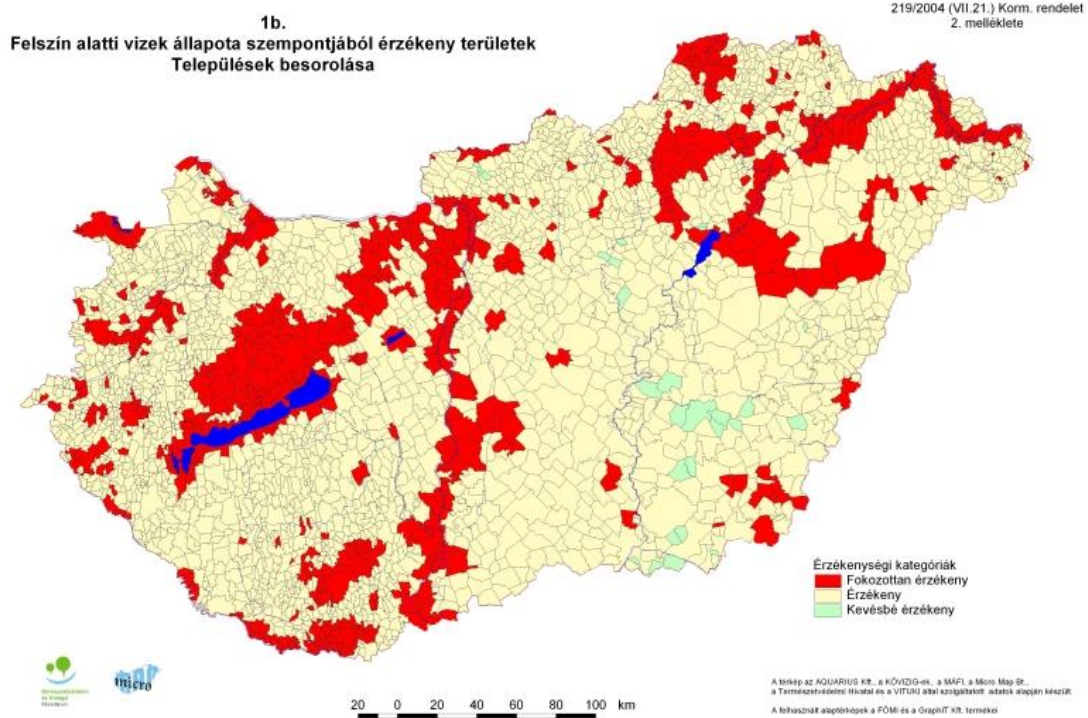 219/2004 (VII.21.) Korm. rendelet
2. melléklete
1b.
Felszín alatti vizek állapota szempontjából érzékeny területek
Települések besorolása
Érzékenységi kategóriák
Fokozottan érzékeny
Érzékeny
Kevésbé érzékeny
micro
20 0 20 40 60 80 100 km
A térkép az AQUARIUS Kft., a KÖVIZIG-ek, a MÁFI, a Micro Map Bt.,
a Természetvédelmi Hivatal és a VITUKI által szolgáltatott adatok alapján készült.
A felhasznált alaptérképek a FÖMI és a GraphIT Kft. termékei